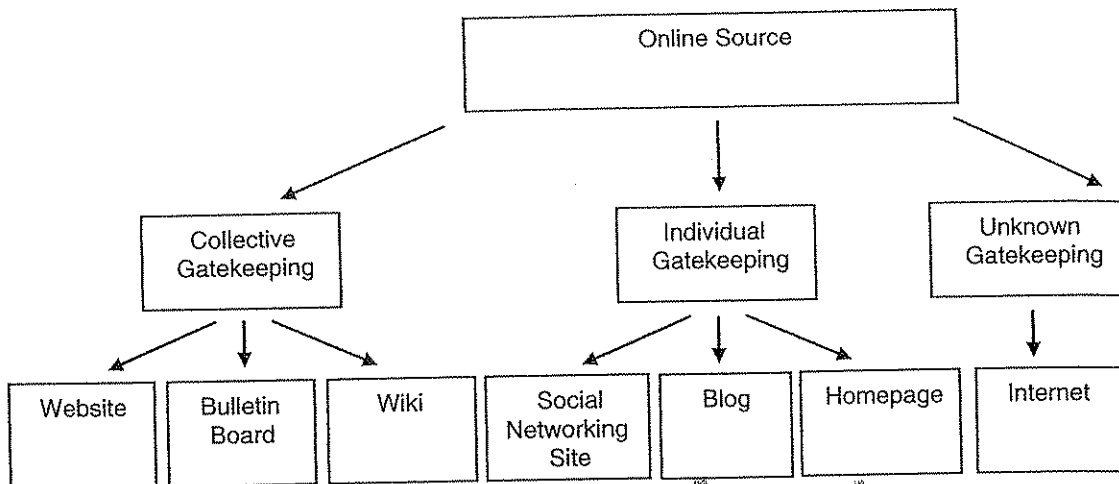 Online Source
Collective
Gatekeeping
Individual
Gatekeeping
Unknown
Gatekeeping
Website
Bulletin
Board
Wiki
Social
Networking
Site
Blog
Homepage
Internet